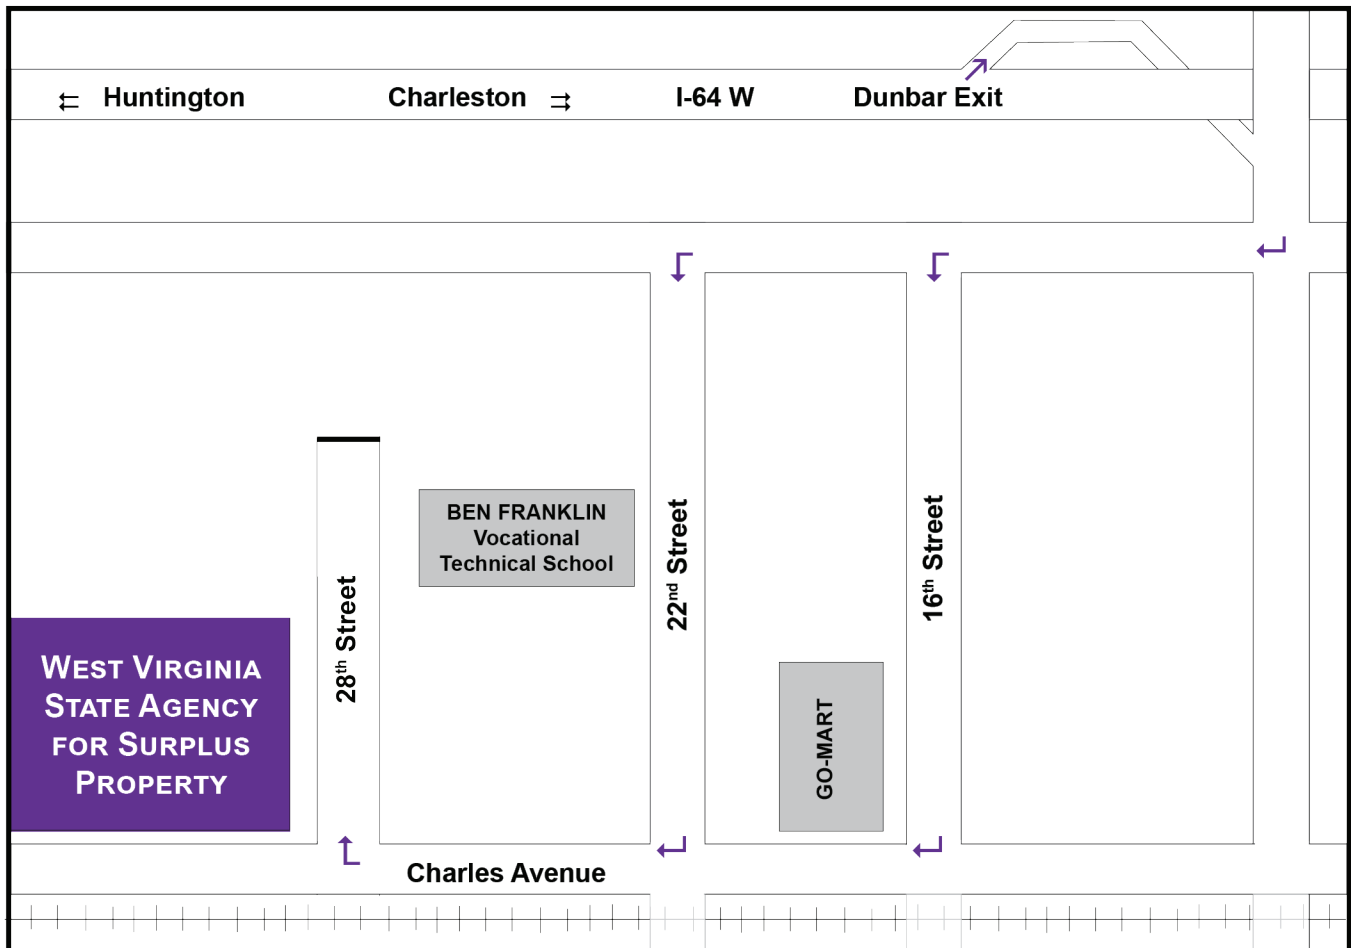 Huntington
Charleston
I-64 W
Dunbar Exit
BEN FRANKLIN
Vocational
Technical School
22nd Street
16th Street
28th Street
WEST VIRGINIA
STATE AGENCY
FOR SURPLUS
PROPERTY
GO-MART
Charles Avenue